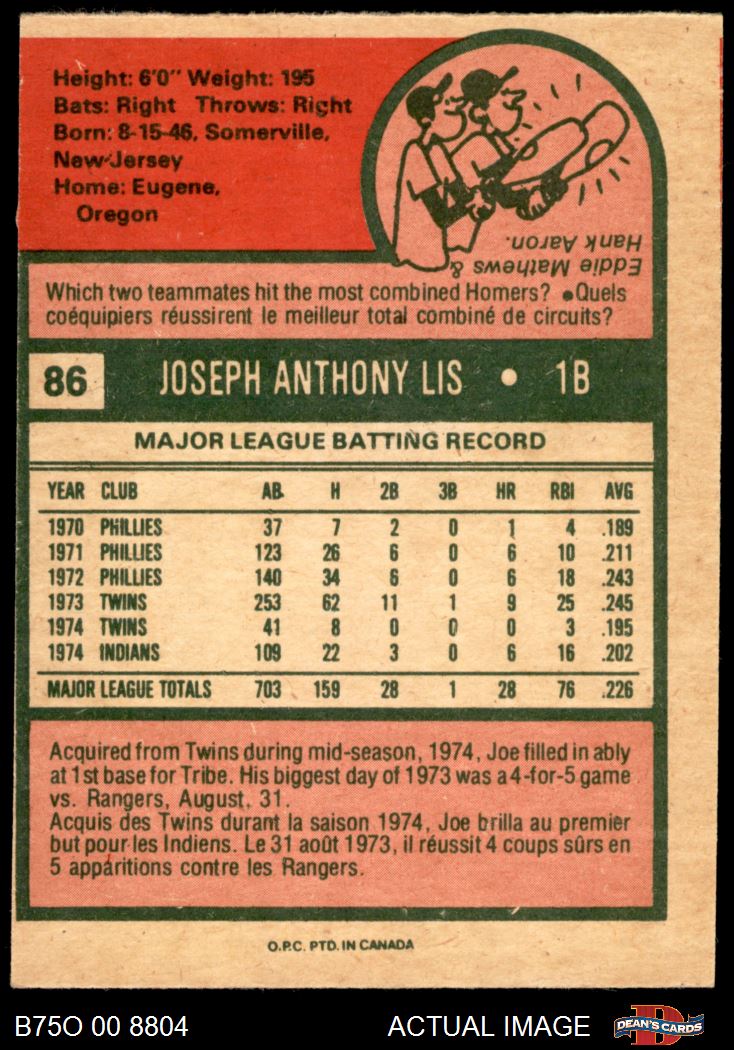 Height: 6'0" Weight: 195
Bats: Right Throws: Right
Born: 8-15-46, Somerville,
New Jersey
Home: Eugene,
Oregon
Eddie Mathews &
Hank Aaron.
Which two teammates hit the most combined Homers? ● Quels
coéquipiers réussirent le meilleur total combiné de circuits?
86 JOSEPH ANTHONY LIS • 1B
MAJOR LEAGUE BATTING RECORD
YEAR CLUB AB H 2B 3B HR RBI AVG
1970 PHILLIES 37 7 2 0 1 4 .189
1971 PHILLIES 123 26 6 0 6 10 .211
1972 PHILLIES 140 34 6 0 6 18 .243
1973 TWINS 253 62 11 1 9 25 .245
1974 TWINS 41 8 0 0 0 3 .195
1974 INDIANS 109 22 3 0 6 16 .202
MAJOR LEAGUE TOTALS 703 159 28 1 28 76 .226
Acquired from Twins during mid-season, 1974, Joe filled in ably
at 1st base for Tribe. His biggest day of 1973 was a 4-for-5 game
vs. Rangers, August. 31.
Acquis des Twins durant la saison 1974, Joe brilla au premier
but pour les Indiens. Le 31 août 1973, il réussit 4 coups sûrs en
5 apparitions contre les Rangers.
O.P.C. PTD. IN CANADA
B75O 00 8804 ACTUAL IMAGE D DEAN'S CARDS